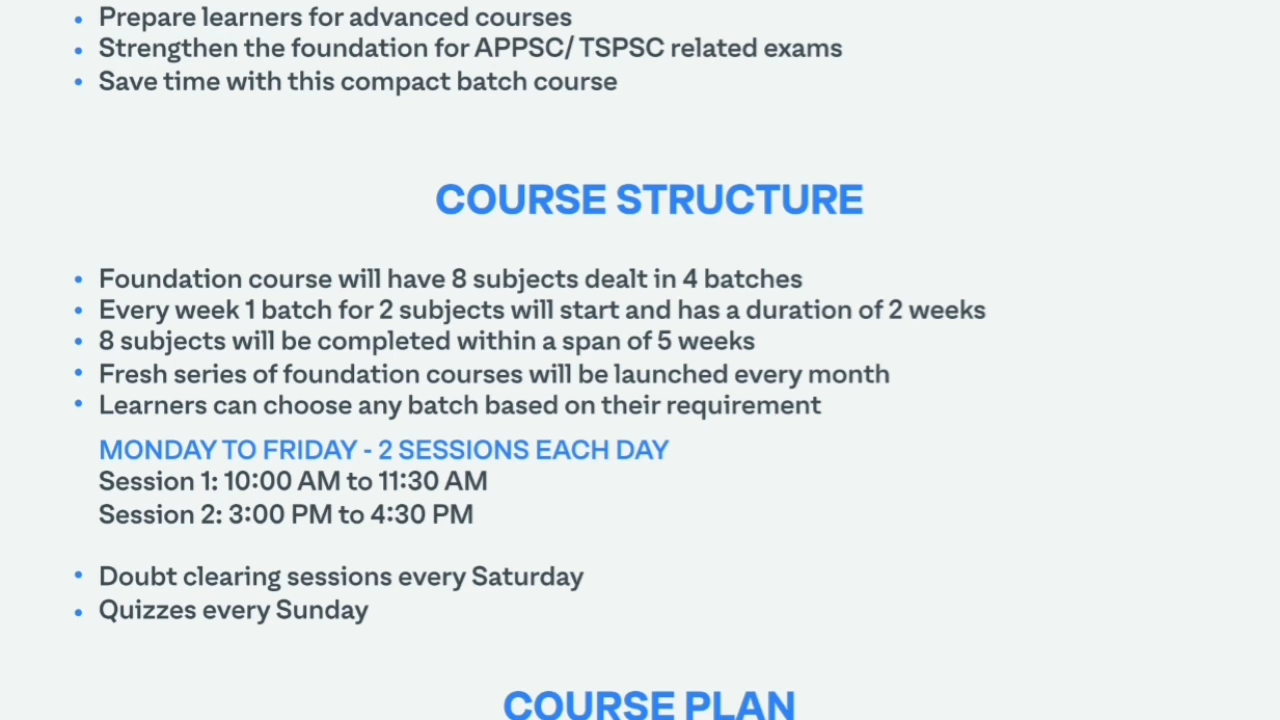 • Prepare learners for advanced courses
• Strengthen the foundation for APPSC/ TSPSC related exams
• Save time with this compact batch course
COURSE STRUCTURE
• Foundation course will have 8 subjects dealt in 4 batches
• Every week 1 batch for 2 subjects will start and has a duration of 2 weeks
• 8 subjects will be completed within a span of 5 weeks
• Fresh series of foundation courses will be launched every month
• Learners can choose any batch based on their requirement
MONDAY TO FRIDAY - 2 SESSIONS EACH DAY
Session 1: 10:00 AM to 11:30 AM
Session 2: 3:00 PM to 4:30 PM
• Doubt clearing sessions every Saturday
• Quizzes every Sunday
COURSE PLAN